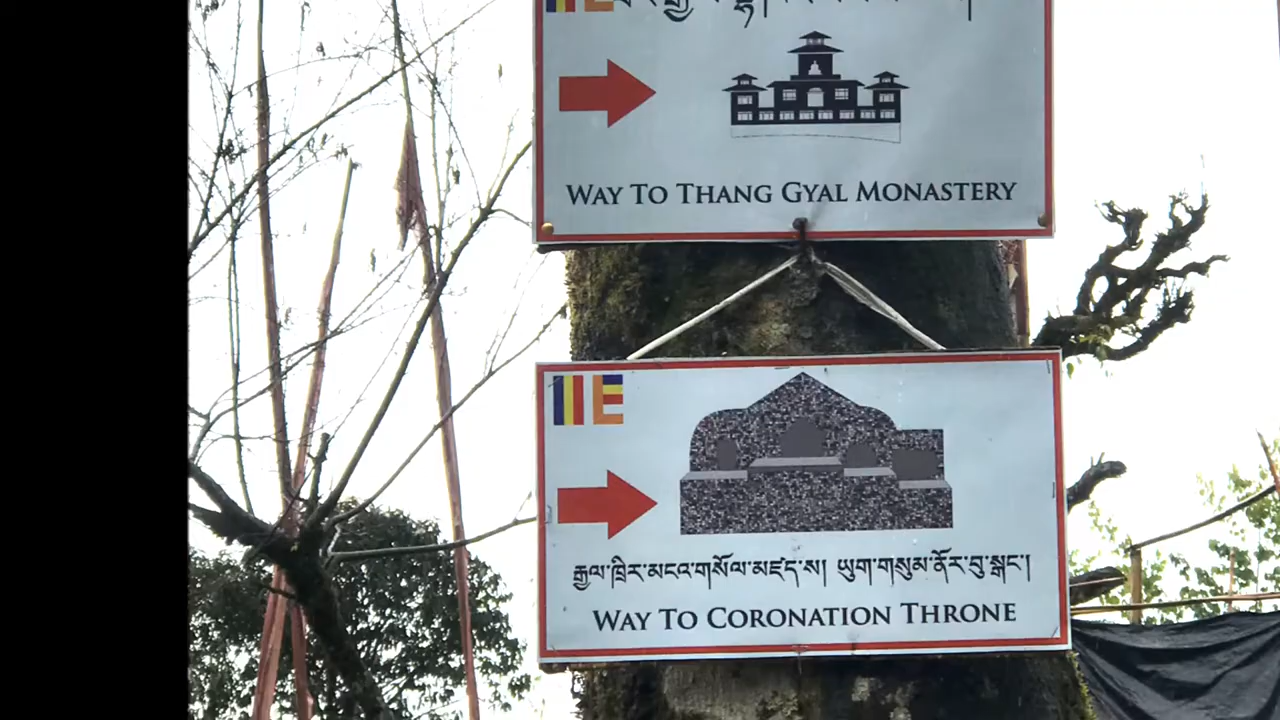 WAY TO THANG GYAL MONASTERY
རྒྱལ་ཁྲིར་མངའ་གསོལ་མཛད་ས། ཡུག་གསུམ་ནོར་བུ་སྒང་།
WAY TO CORONATION THRONE